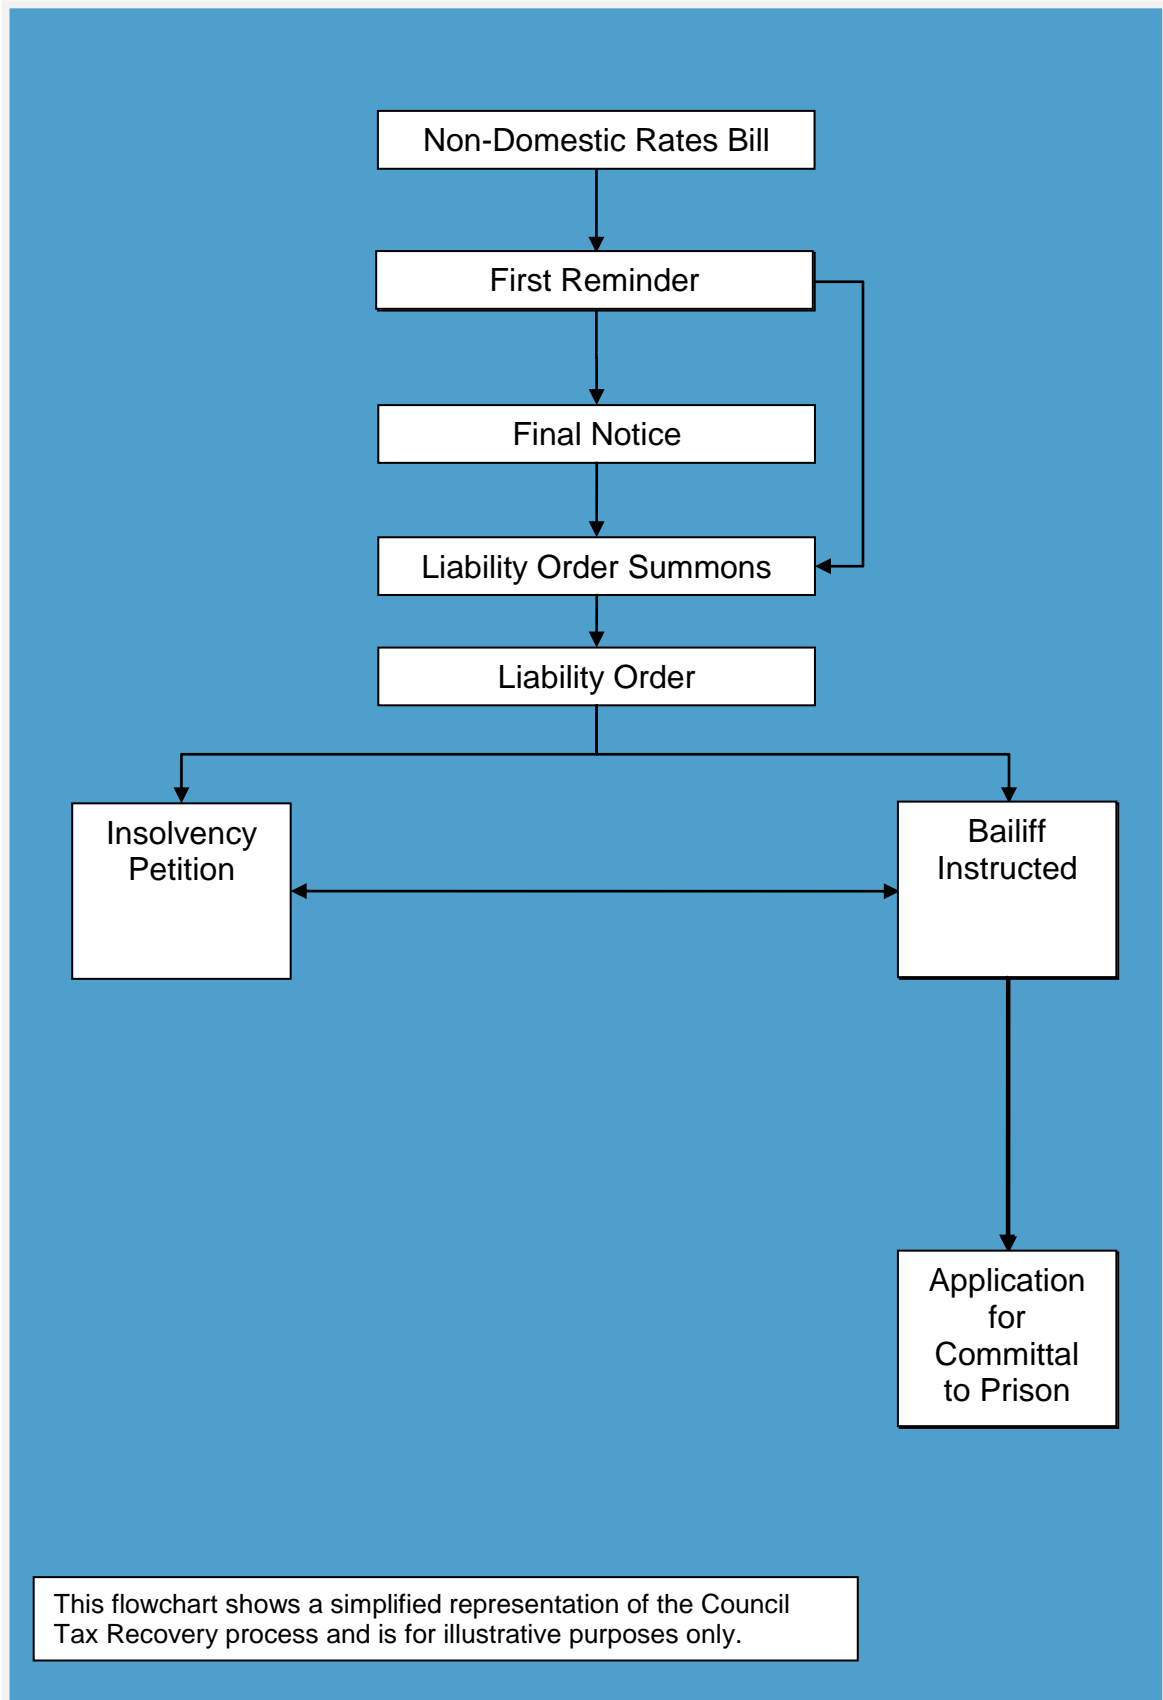 Non-Domestic Rates Bill
First Reminder
Final Notice
Liability Order Summons
Liability Order
Insolvency
Petition
Bailiff
Instructed
Application
for
Committal
to Prison
This flowchart shows a simplified representation of the Council
Tax Recovery process and is for illustrative purposes only.